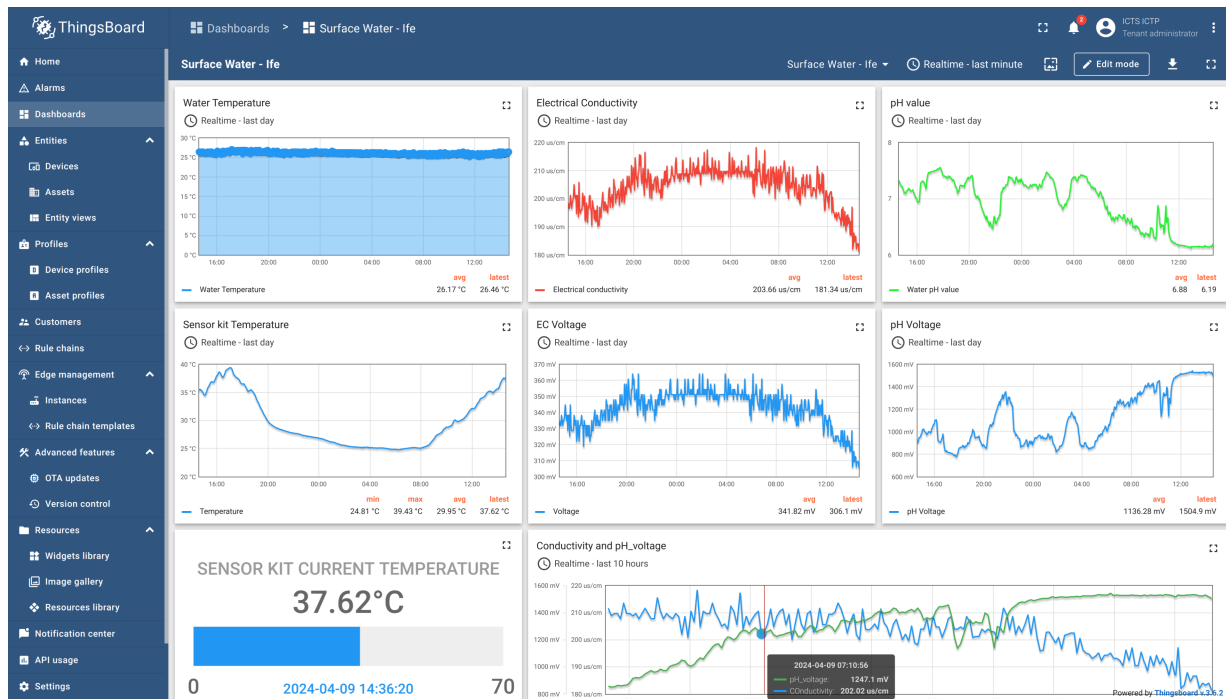 ThingsBoard
Dashboards > Surface Water - Ife
2
ICTS ICTP
Tenant administrator
Home
Alarms
Dashboards
Entities
Devices
Assets
Entity views
Profiles
Device profiles
Asset profiles
Customers
Rule chains
Edge management
Instances
Rule chain templates
Advanced features
OTA updates
Version control
Resources
Widgets library
Image gallery
Resources library
Notification center
API usage
Settings
Surface Water - Ife
Surface Water - Ife
Realtime - last minute
Edit mode
Water Temperature
Realtime - last day
30 °C
25 °C
20 °C
15 °C
10 °C
5 °C
0 °C
16:00 20:00 00:00 04:00 08:00 12:00
avg latest
Water Temperature 26.17 °C 26.46 °C
Electrical Conductivity
Realtime - last day
220 us/cm
210 us/cm
200 us/cm
190 us/cm
180 us/cm
16:00 20:00 00:00 04:00 08:00 12:00
avg latest
Electrical conductivity 203.66 us/cm 181.34 us/cm
pH value
Realtime - last day
8
7
6
16:00 20:00 00:00 04:00 08:00 12:00
avg latest
Water pH value 6.88 6.19
Sensor kit Temperature
Realtime - last day
40 °C
35 °C
30 °C
25 °C
20 °C
16:00 20:00 00:00 04:00 08:00 12:00
min max avg latest
Temperature 24.81 °C 39.43 °C 29.95 °C 37.62 °C
EC Voltage
Realtime - last day
370 mV
360 mV
350 mV
340 mV
330 mV
320 mV
310 mV
300 mV
16:00 20:00 00:00 04:00 08:00 12:00
avg latest
Voltage 341.82 mV 306.1 mV
pH Voltage
Realtime - last day
1600 mV
1400 mV
1200 mV
1000 mV
800 mV
600 mV
16:00 20:00 00:00 04:00 08:00 12:00
avg latest
pH Voltage 1136.28 mV 1504.9 mV
SENSOR KIT CURRENT TEMPERATURE
37.62°C
0 2024-04-09 14:36:20 70
Conductivity and pH_voltage
Realtime - last 10 hours
1600 mV 220 us/cm
1400 mV 210 us/cm
1200 mV 200 us/cm
1000 mV 190 us/cm
800 mV 180 us/cm
2024-04-09 07:10:56
pH_voltage: 1247.1 mV
COnductivity: 202.02 us/cm
Powered by Thingsboard v.3.6.2